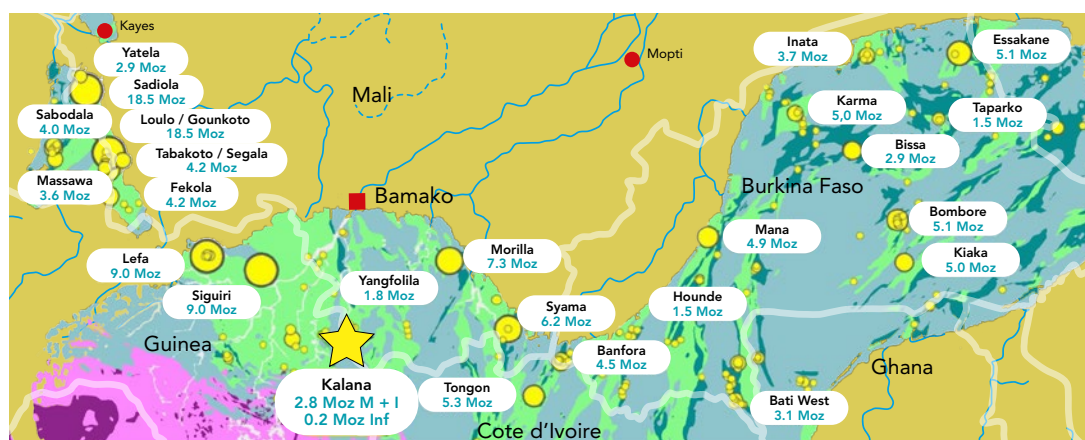 Kayes
Yatela
2.9 Moz
Sadiola
18.5 Moz
Sabodala
4.0 Moz
Loulo / Gounkoto
18.5 Moz
Tabakoto / Segala
4.2 Moz
Massawa
3.6 Moz
Fekola
4.2 Moz
Mali
Mopti
Bamako
Inata
3.7 Moz
Essakane
5.1 Moz
Karma
5,0 Moz
Taparko
1.5 Moz
Bissa
2.9 Moz
Burkina Faso
Bombore
5.1 Moz
Mana
4.9 Moz
Kiaka
5.0 Moz
Lefa
9.0 Moz
Siguiri
9.0 Moz
Yangfolila
1.8 Moz
Morilla
7.3 Moz
Syama
6.2 Moz
Hounde
1.5 Moz
Guinea
Banfora
4.5 Moz
Ghana
Kalana
2.8 Moz M + I
0.2 Moz Inf
Tongon
5.3 Moz
Bati West
3.1 Moz
Cote d'Ivoire